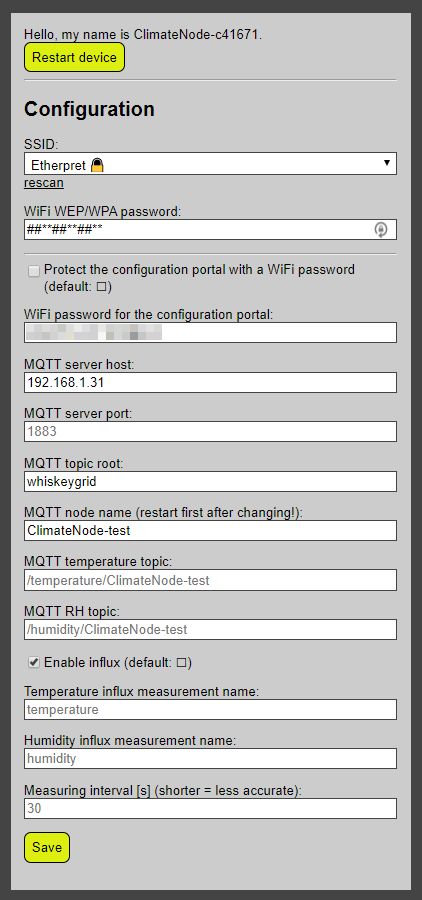 Hello, my name is ClimateNode-c41671.
Restart device
Configuration
SSID:
Etherpret
rescan
WiFi WEP/WPA password:
##**##**##**
Protect the configuration portal with a WiFi password
(default: ☐)
WiFi password for the configuration portal:
MQTT server host:
192.168.1.31
MQTT server port:
1883
MQTT topic root:
whiskeygrid
MQTT node name (restart first after changing!):
ClimateNode-test
MQTT temperature topic:
/temperature/ClimateNode-test
MQTT RH topic:
/humidity/ClimateNode-test
Enable influx (default: ☐)
Temperature influx measurement name:
temperature
Humidity influx measurement name:
humidity
Measuring interval [s] (shorter = less accurate):
30
Save